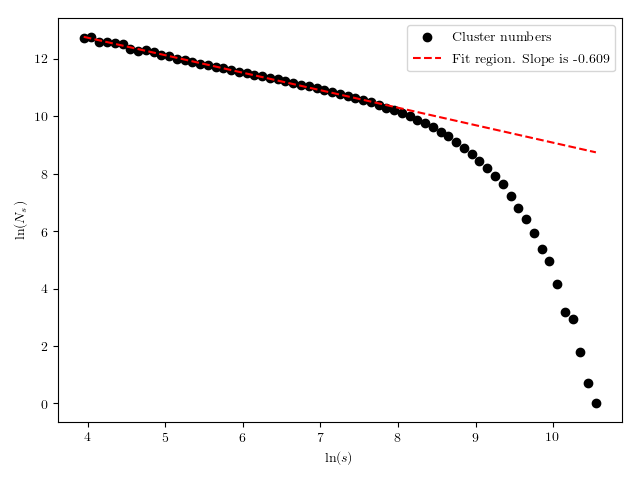 Cluster numbers
Fit region. Slope is -0.609
12
10
8
6
4
2
0
ln(N_s)
4 5 6 7 8 9 10
ln(s)